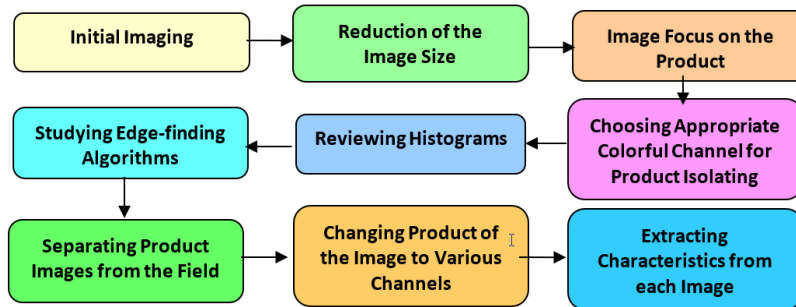 Initial Imaging
Reduction of the
Image Size
Image Focus on the
Product
Choosing Appropriate
Colorful Channel for
Product Isolating
Reviewing Histograms
Studying Edge-finding
Algorithms
Separating Product
Images from the Field
Changing Product of
the Image to Various
Channels
Extracting
Characteristics from
each Image